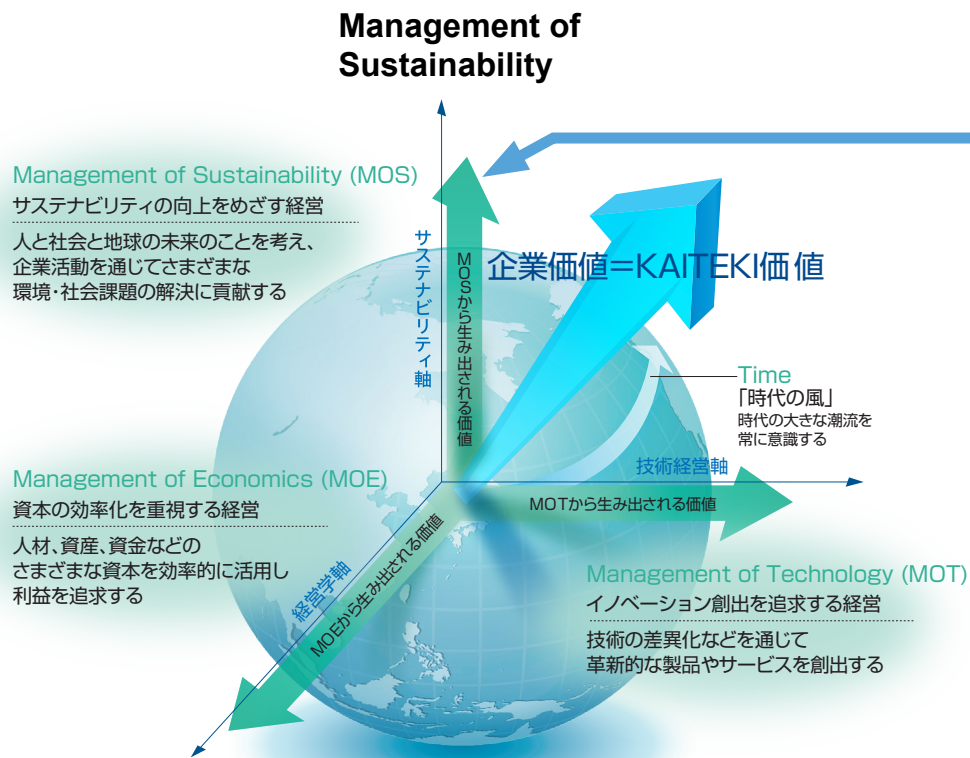 Management of
Sustainability
Management of Sustainability (MOS)
サステナビリティの向上をめざす経営
人と社会と地球の未来のことを考え、
企業活動を通じてさまざまな
環境・社会課題の解決に貢献する
サステナビリティ軸
MOSから生み出される価値
企業価値＝KAITEKI価値
Time
「時代の風」
時代の大きな潮流を
常に意識する
Management of Economics (MOE)
資本の効率化を重視する経営
人材、資産、資金などの
さまざまな資本を効率的に活用し
利益を追求する
技術経営軸
MOTから生み出される価値
経営学軸
MOEから生み出される価値
Management of Technology (MOT)
イノベーション創出を追求する経営
技術の差異化などを通じて
革新的な製品やサービスを創出する